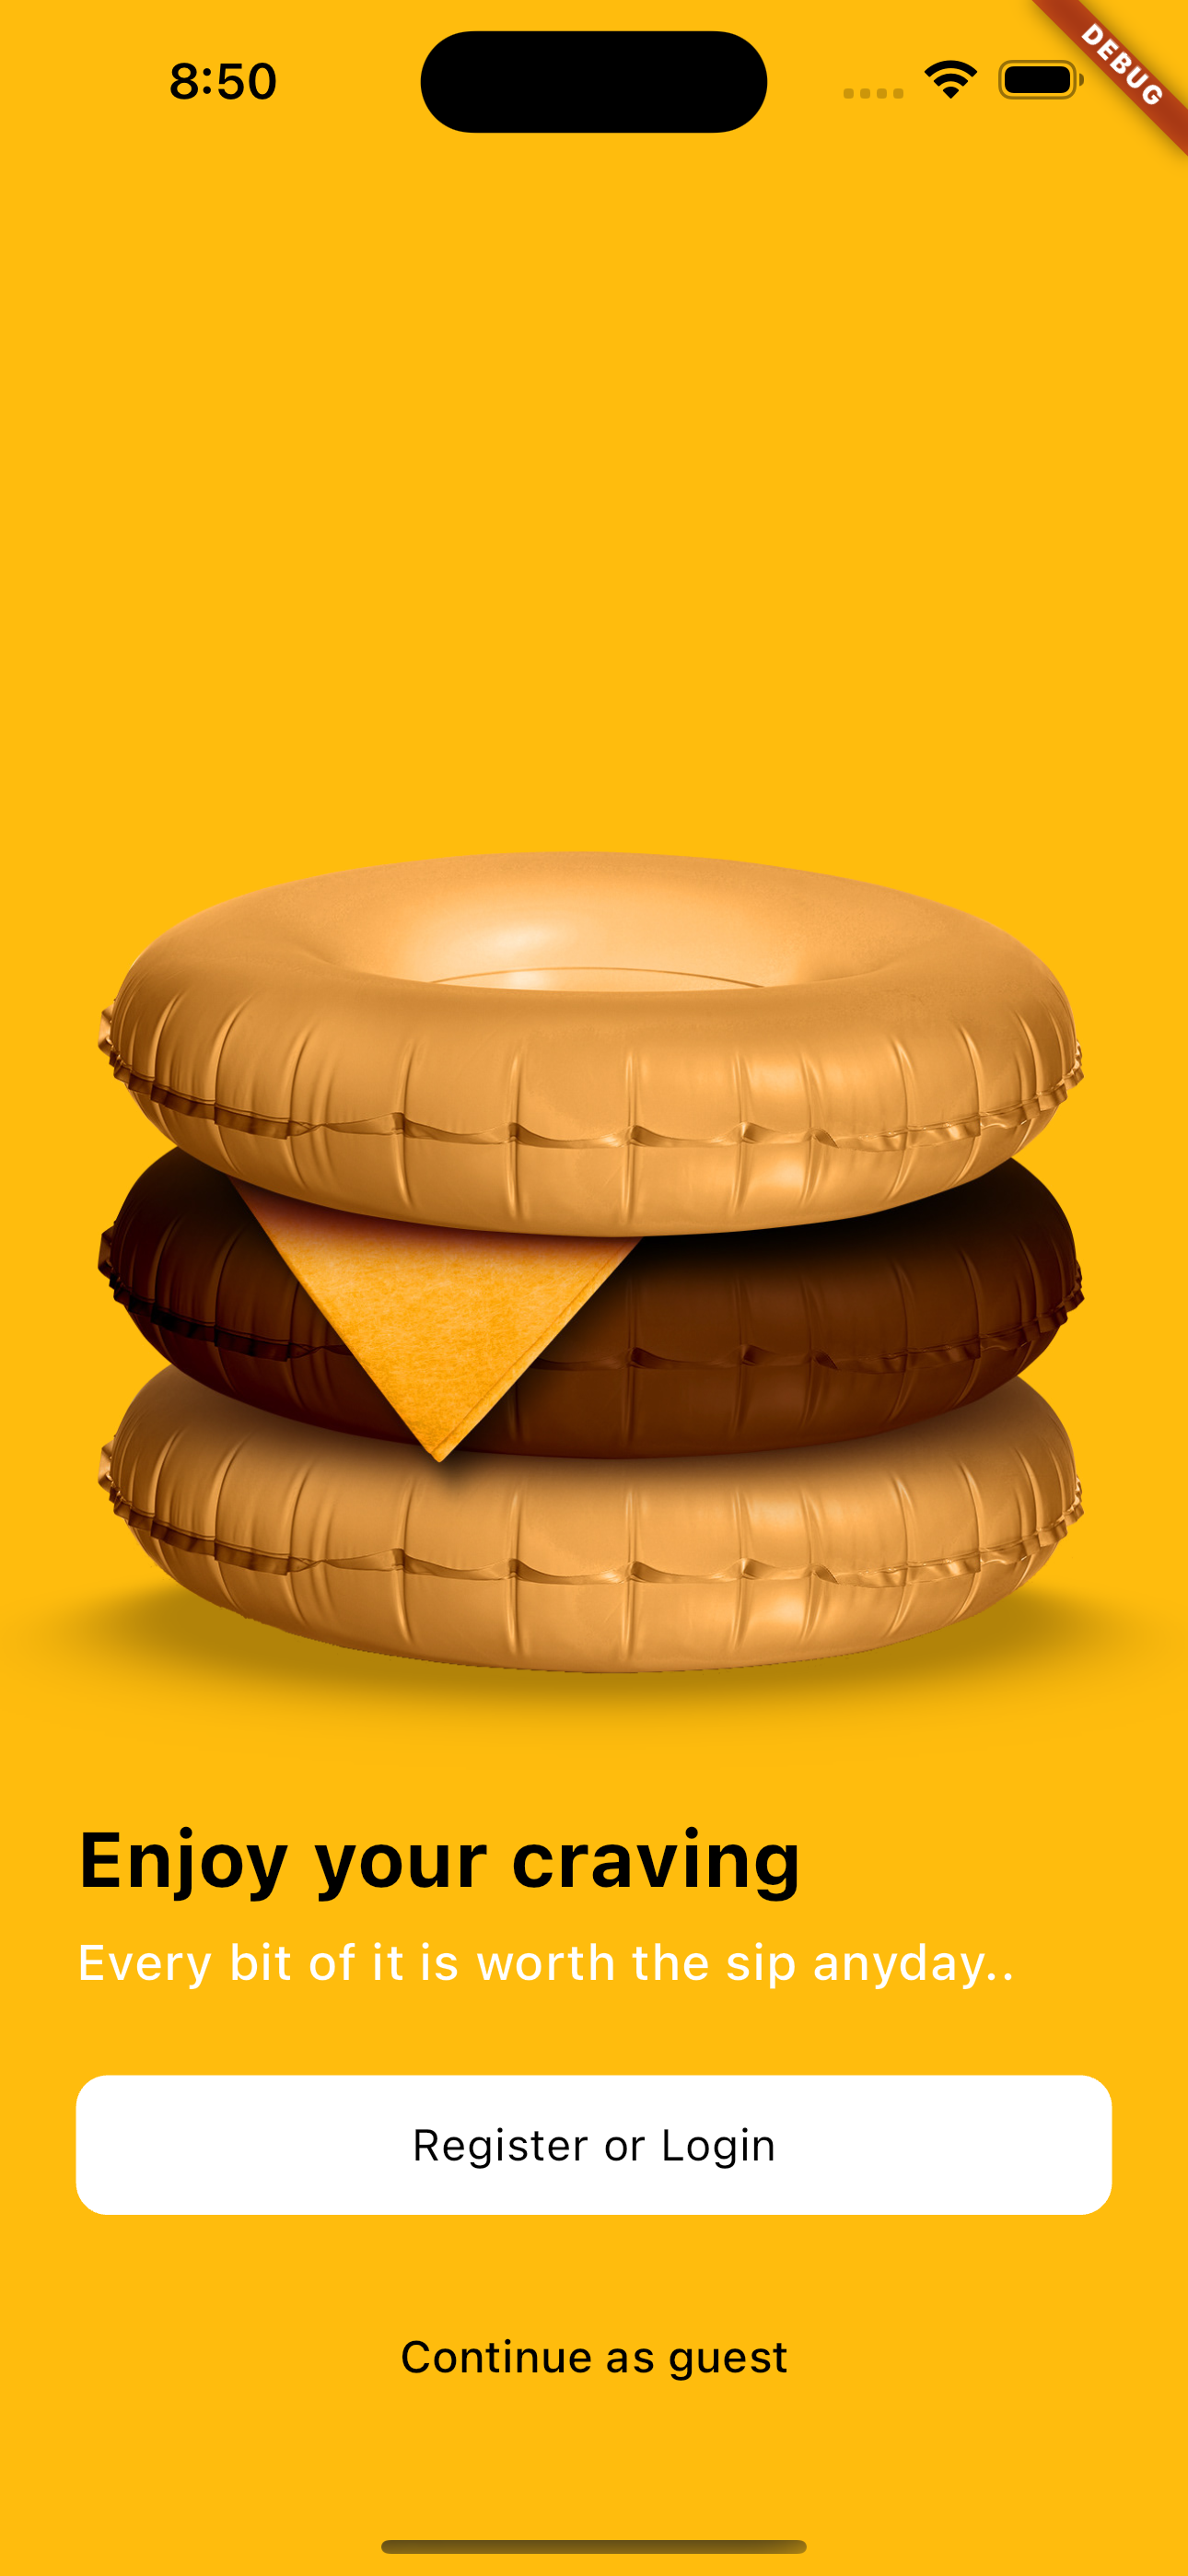 8:50
DEBUG
Enjoy your craving
Every bit of it is worth the sip anyday..
Register or Login
Continue as guest